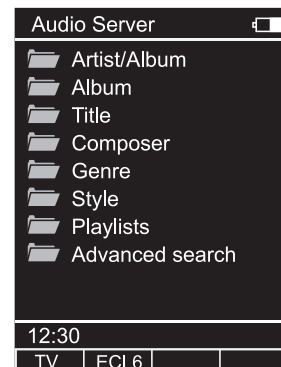 Audio Server
Artist/Album
Album
Title
Composer
Genre
Style
Playlists
Advanced search
12:30
TV ECI 6